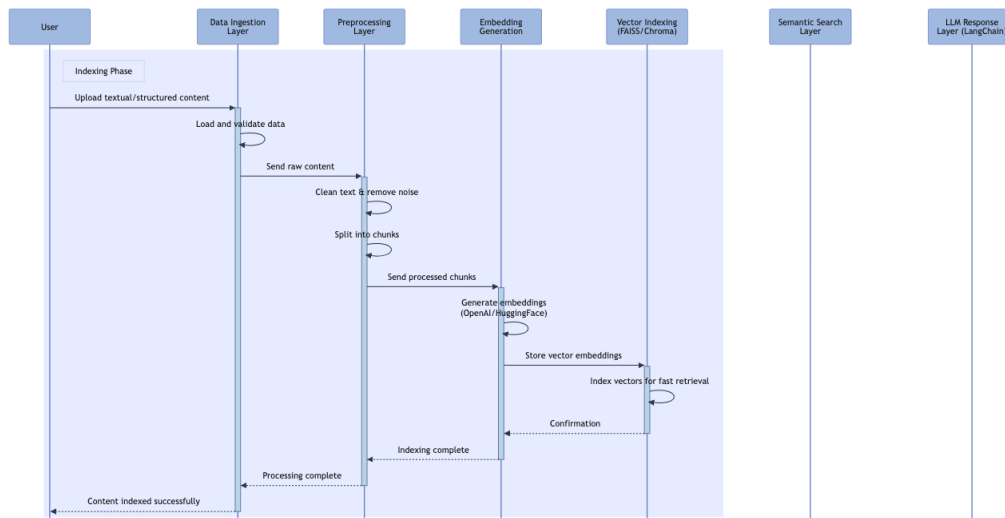 User
Data Ingestion
Layer
Preprocessing
Layer
Embedding
Generation
Vector Indexing
(FAISS/Chroma)
Semantic Search
Layer
LLM Response
Layer (LangChain)
Indexing Phase
Upload textual/structured content
Load and validate data
Send raw content
Clean text & remove noise
Split into chunks
Send processed chunks
Generate embeddings
(OpenAI/HuggingFace)
Store vector embeddings
Index vectors for fast retrieval
Confirmation
Indexing complete
Processing complete
Content indexed successfully